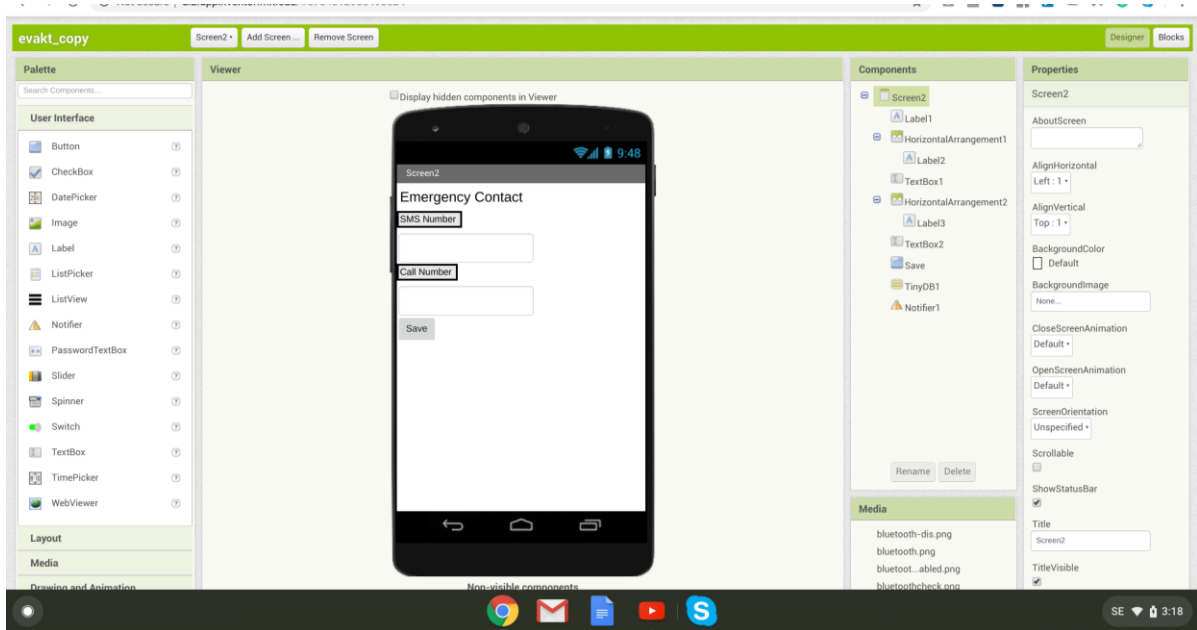 evakt_copy
Screen2
Add Screen ...
Remove Screen
Designer
Blocks
Palette
Search Components...
User Interface
Button
CheckBox
DatePicker
Image
Label
ListPicker
ListView
Notifier
PasswordTextBox
Slider
Spinner
Switch
TextBox
TimePicker
WebViewer
Layout
Media
Drawing and Animation
Viewer
Display hidden components in Viewer
9:48
Screen2
Emergency Contact
SMS Number
Call Number
Save
Non-visible components
Components
Screen2
Label1
HorizontalArrangement1
Label2
TextBox1
HorizontalArrangement2
Label3
TextBox2
Save
TinyDB1
Notifier1
Rename
Delete
Media
bluetooth-dis.png
bluetooth.png
bluetoot...abled.png
bluetoothcheck.png
Properties
Screen2
AboutScreen
AlignHorizontal
Left : 1
AlignVertical
Top : 1
BackgroundColor
Default
BackgroundImage
None...
CloseScreenAnimation
Default
OpenScreenAnimation
Default
ScreenOrientation
Unspecified
Scrollable
ShowStatusBar
Title
Screen2
TitleVisible
SE 3:18